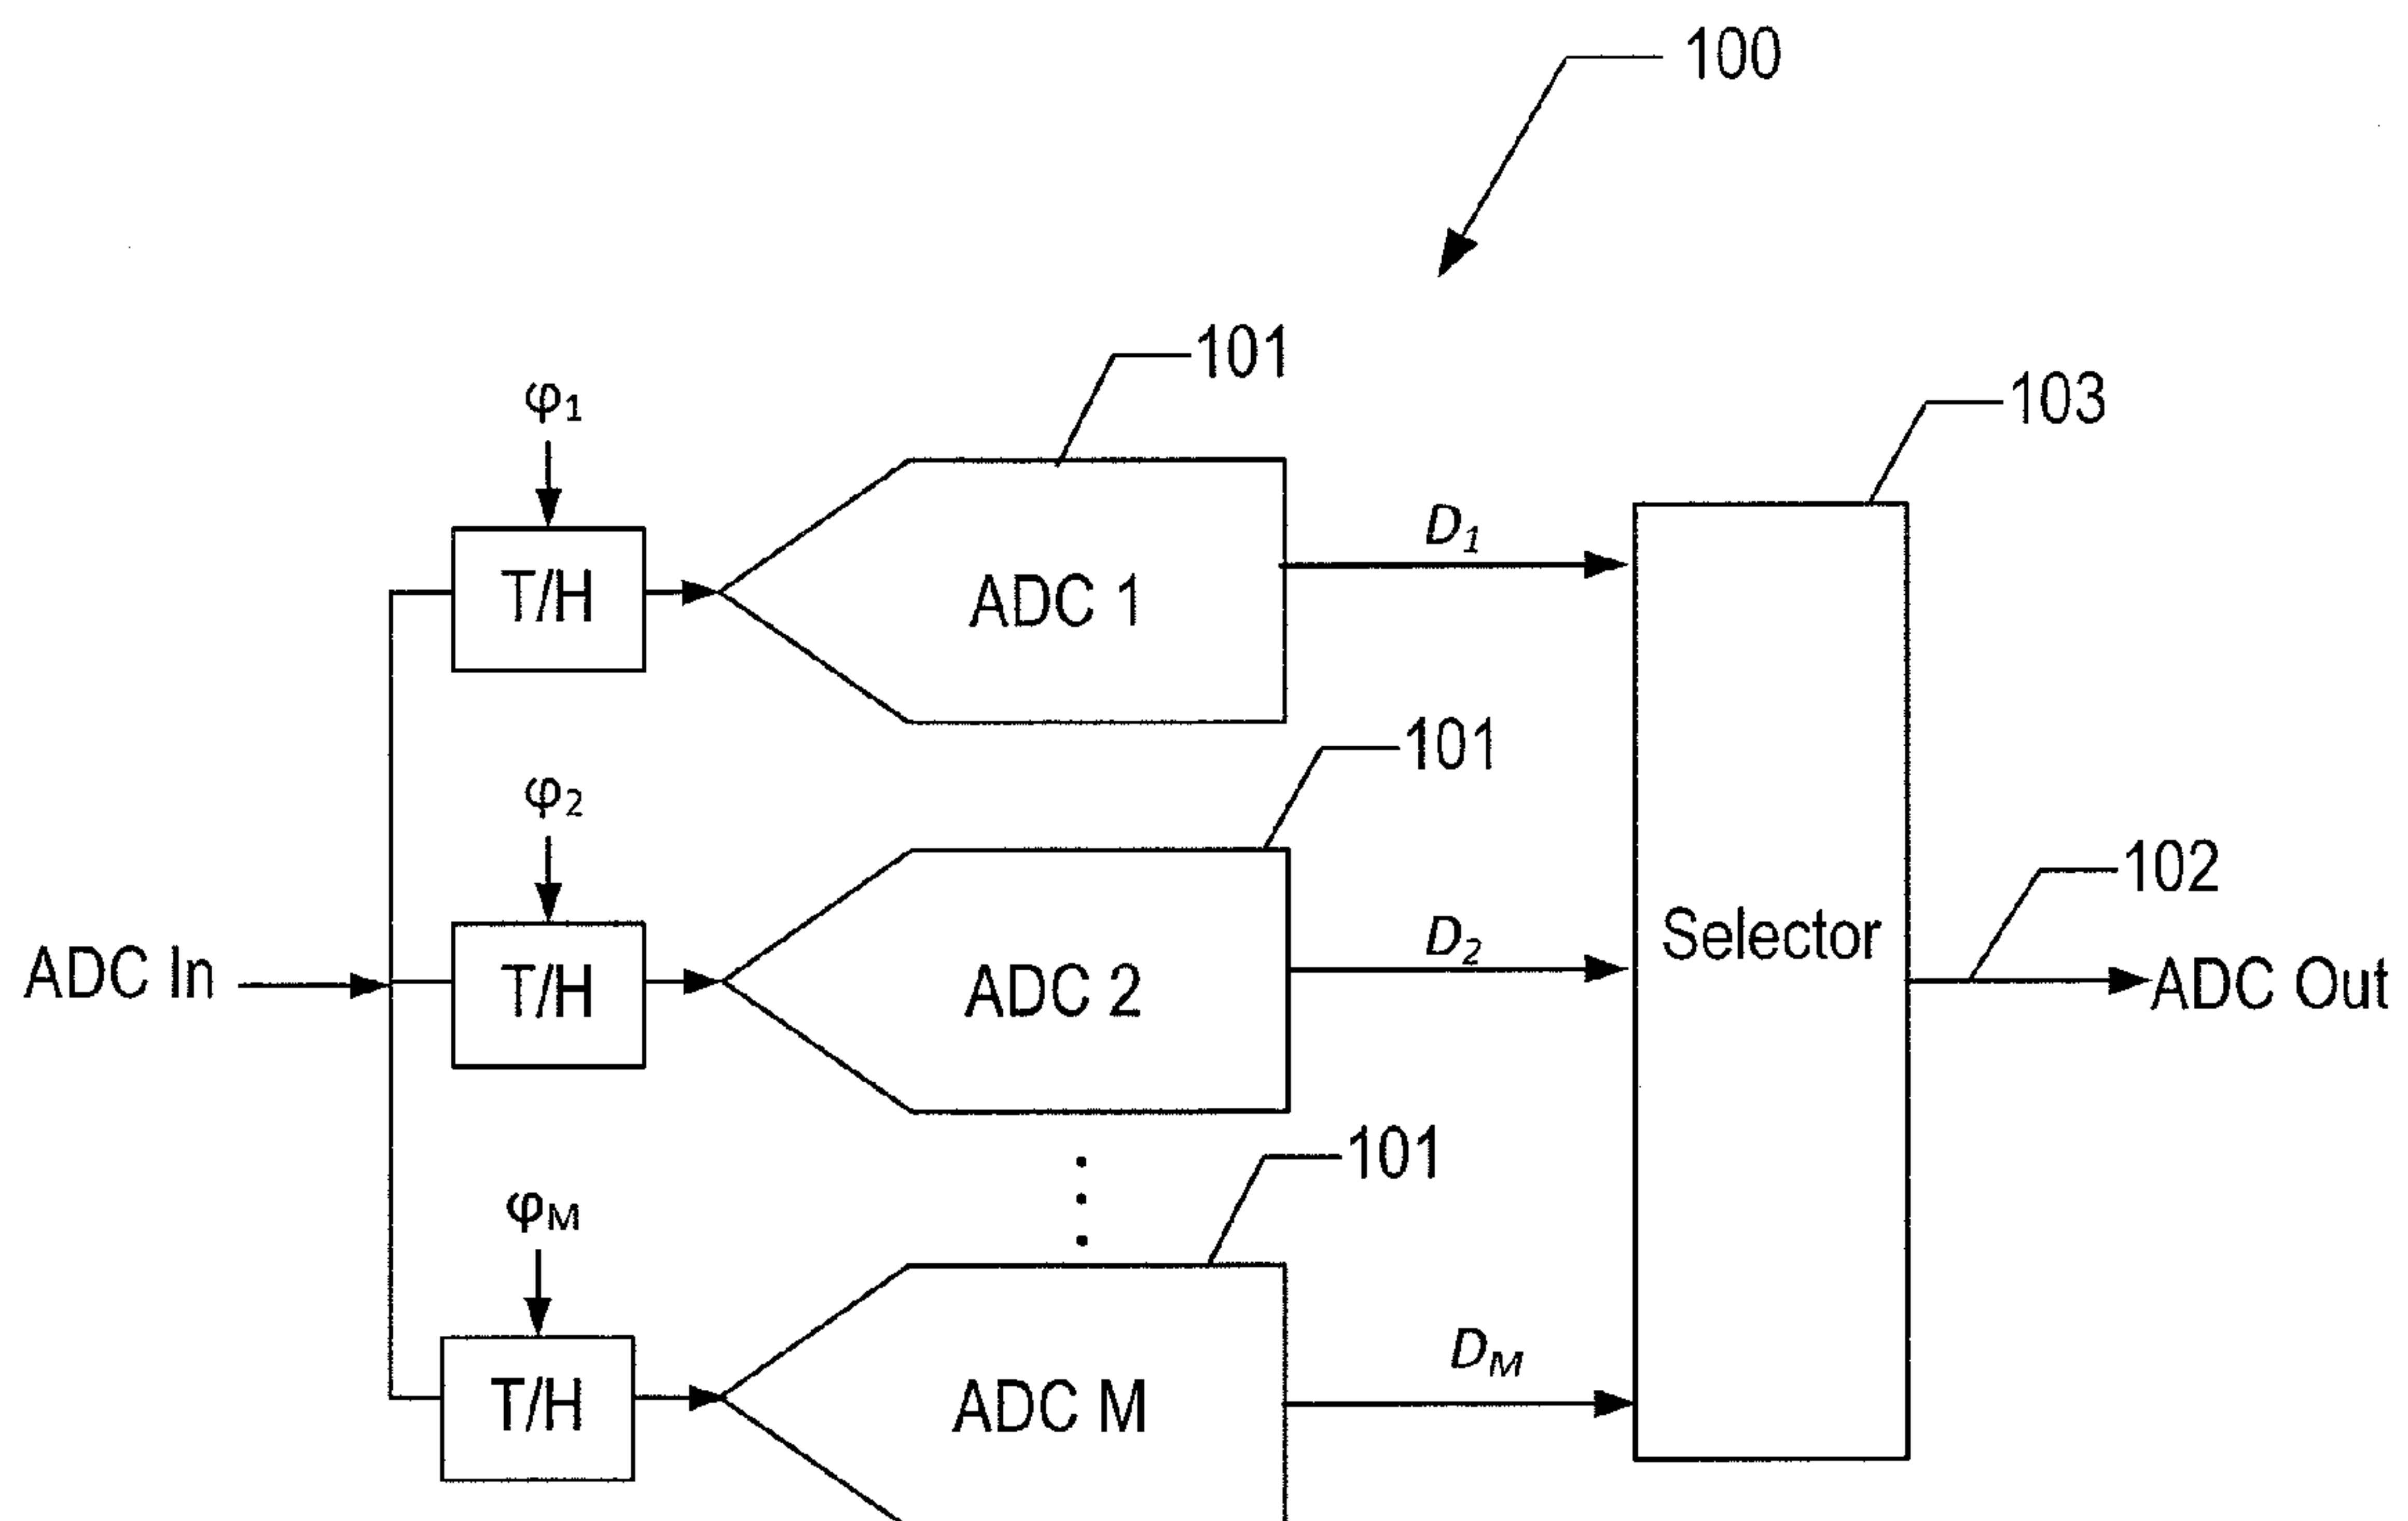 100
101
103
φ1
D1
T/H
ADC 1
101
φ2
102
D2
Selector
ADC In
T/H
ADC 2
ADC Out
101
φM
DM
T/H
ADC M